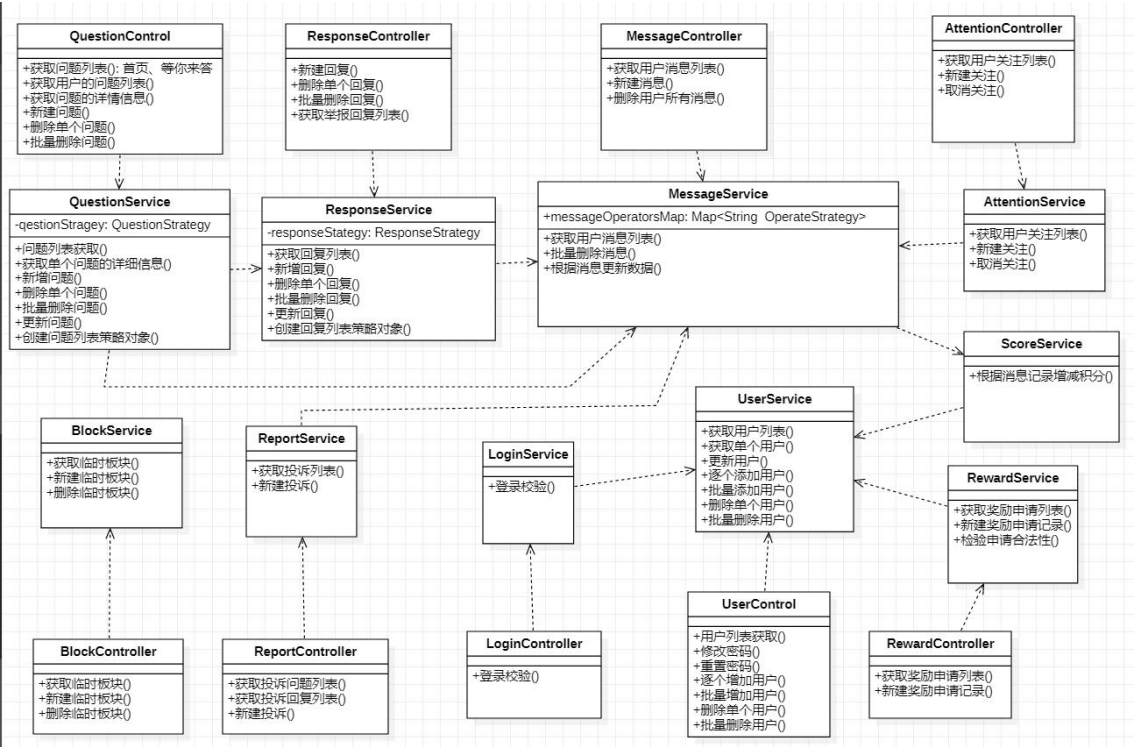 QuestionControl
+获取问题列表(): 首页、等你来答
+获取用户的问题列表()
+获取问题的详情信息()
+新建问题()
+删除单个问题()
+批量删除问题()
ResponseController
+新建回复()
+删除单个回复()
+批量删除回复()
+获取举报回复列表()
MessageController
+获取用户消息列表()
+新建消息()
+删除用户所有消息()
AttentionController
+获取用户关注列表()
+新建关注()
+取消关注()
QuestionService
-qestionStragey: QuestionStrategy
+问题列表获取()
+获取单个问题的详细信息()
+新增问题()
+删除单个问题()
+批量删除问题()
+更新问题()
+创建问题列表策略对象()
ResponseService
-responseStategy: ResponseStrategy
+获取回复列表()
+新增回复()
+删除单个回复()
+批量删除回复()
+更新回复()
+创建回复列表策略对象()
MessageService
+messageOperatorsMap: Map<String OperateStrategy>
+获取用户消息列表()
+批量删除消息()
+根据消息更新数据()
AttentionService
+获取用户关注列表()
+新建关注()
+取消关注()
ScoreService
+根据消息记录增减积分()
BlockService
+获取临时板块()
+新建临时板块()
+删除临时板块()
ReportService
+获取投诉列表()
+新建投诉()
LoginService
+登录校验()
UserService
+获取用户列表()
+获取单个用户()
+更新用户()
+逐个添加用户()
+批量添加用户()
+删除单个用户()
+批量删除用户()
RewardService
+获取奖励申请列表()
+新建奖励申请记录()
+检验申请合法性()
BlockController
+获取临时板块()
+新建临时板块()
+删除临时板块()
ReportController
+获取投诉问题列表()
+获取投诉回复列表()
+新建投诉()
LoginController
+登录校验()
UserControl
+用户列表获取()
+修改密码()
+重置密码()
+逐个增加用户()
+批量增加用户()
+删除单个用户()
+批量删除用户()
RewardController
+获取奖励申请列表()
+新建奖励申请记录()